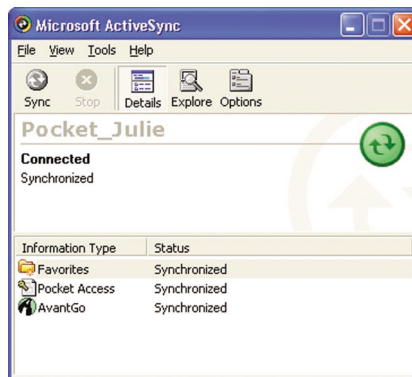 Microsoft ActiveSync
File View Tools Help
Sync Stop Details Explore Options
Pocket_Julie
Connected
Synchronized
Information Type Status
Favorites Synchronized
Pocket Access Synchronized
AvantGo Synchronized